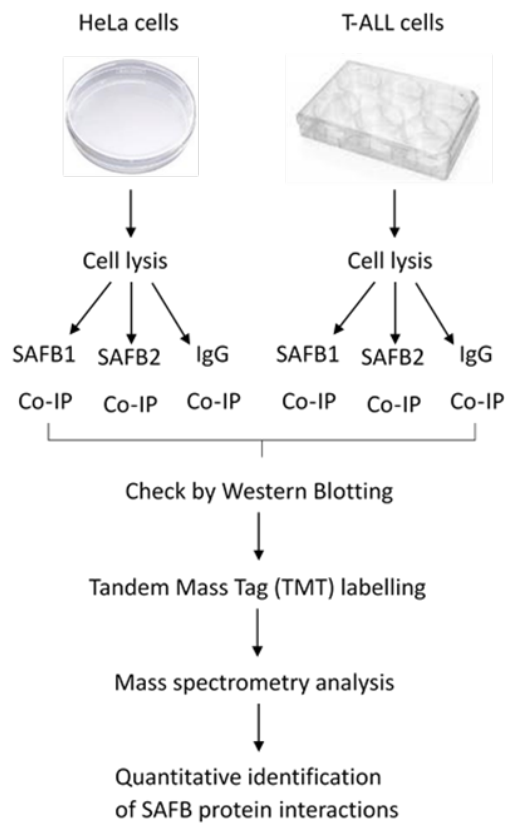 HeLa cells
T-ALL cells
Cell lysis
Cell lysis
SAFB1 SAFB2 IgG SAFB1 SAFB2 IgG
Co-IP Co-IP Co-IP Co-IP Co-IP Co-IP
Check by Western Blotting
Tandem Mass Tag (TMT) labelling
Mass spectrometry analysis
Quantitative identification
of SAFB protein interactions